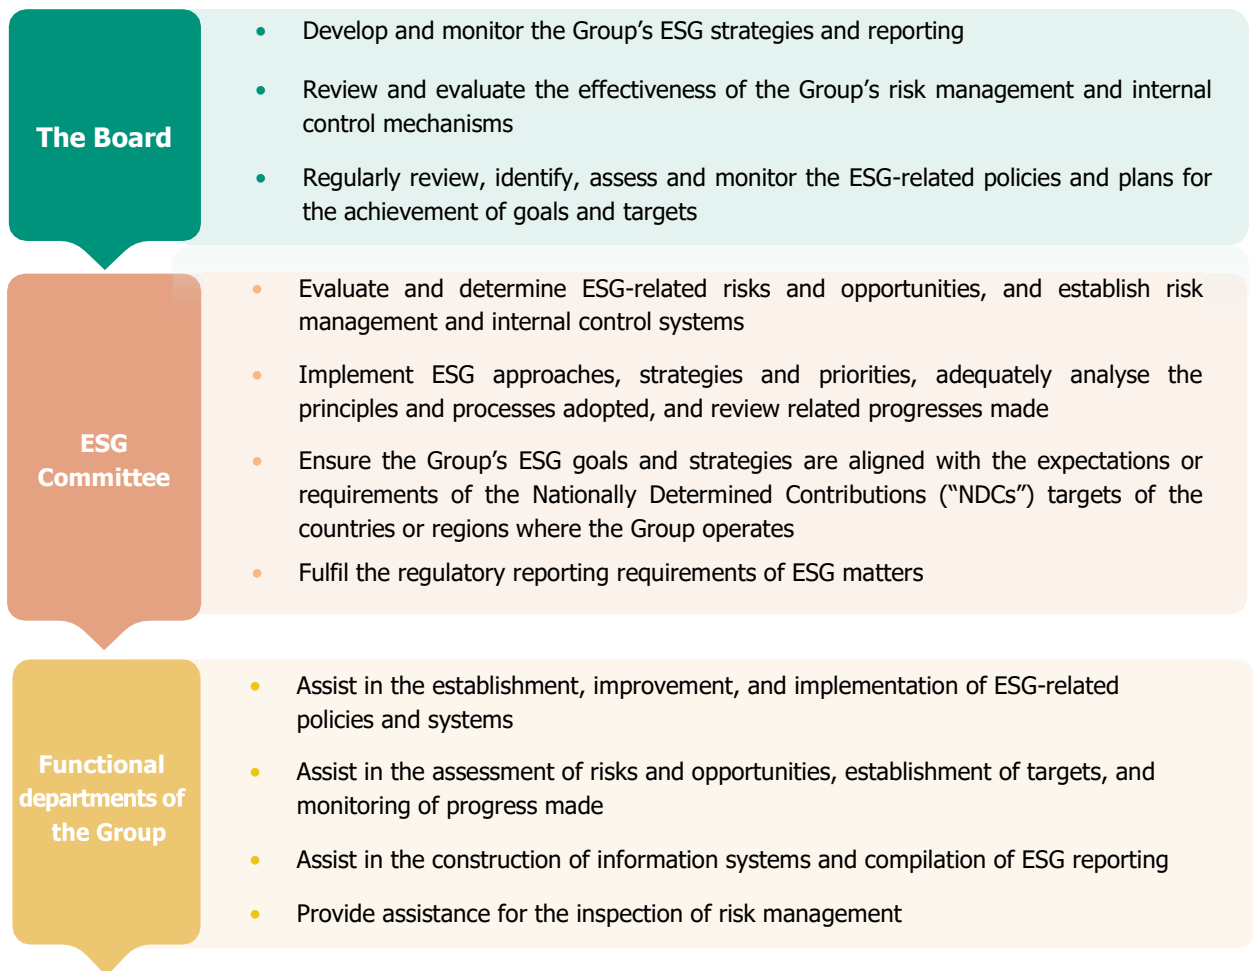 The Board
• Develop and monitor the Group’s ESG strategies and reporting
• Review and evaluate the effectiveness of the Group’s risk management and internal
control mechanisms
• Regularly review, identify, assess and monitor the ESG-related policies and plans for
the achievement of goals and targets
ESG
Committee
• Evaluate and determine ESG-related risks and opportunities, and establish risk
management and internal control systems
• Implement ESG approaches, strategies and priorities, adequately analyse the
principles and processes adopted, and review related progresses made
• Ensure the Group’s ESG goals and strategies are aligned with the expectations or
requirements of the Nationally Determined Contributions (“NDCs”) targets of the
countries or regions where the Group operates
• Fulfil the regulatory reporting requirements of ESG matters
Functional
departments of
the Group
• Assist in the establishment, improvement, and implementation of ESG-related
policies and systems
• Assist in the assessment of risks and opportunities, establishment of targets, and
monitoring of progress made
• Assist in the construction of information systems and compilation of ESG reporting
• Provide assistance for the inspection of risk management